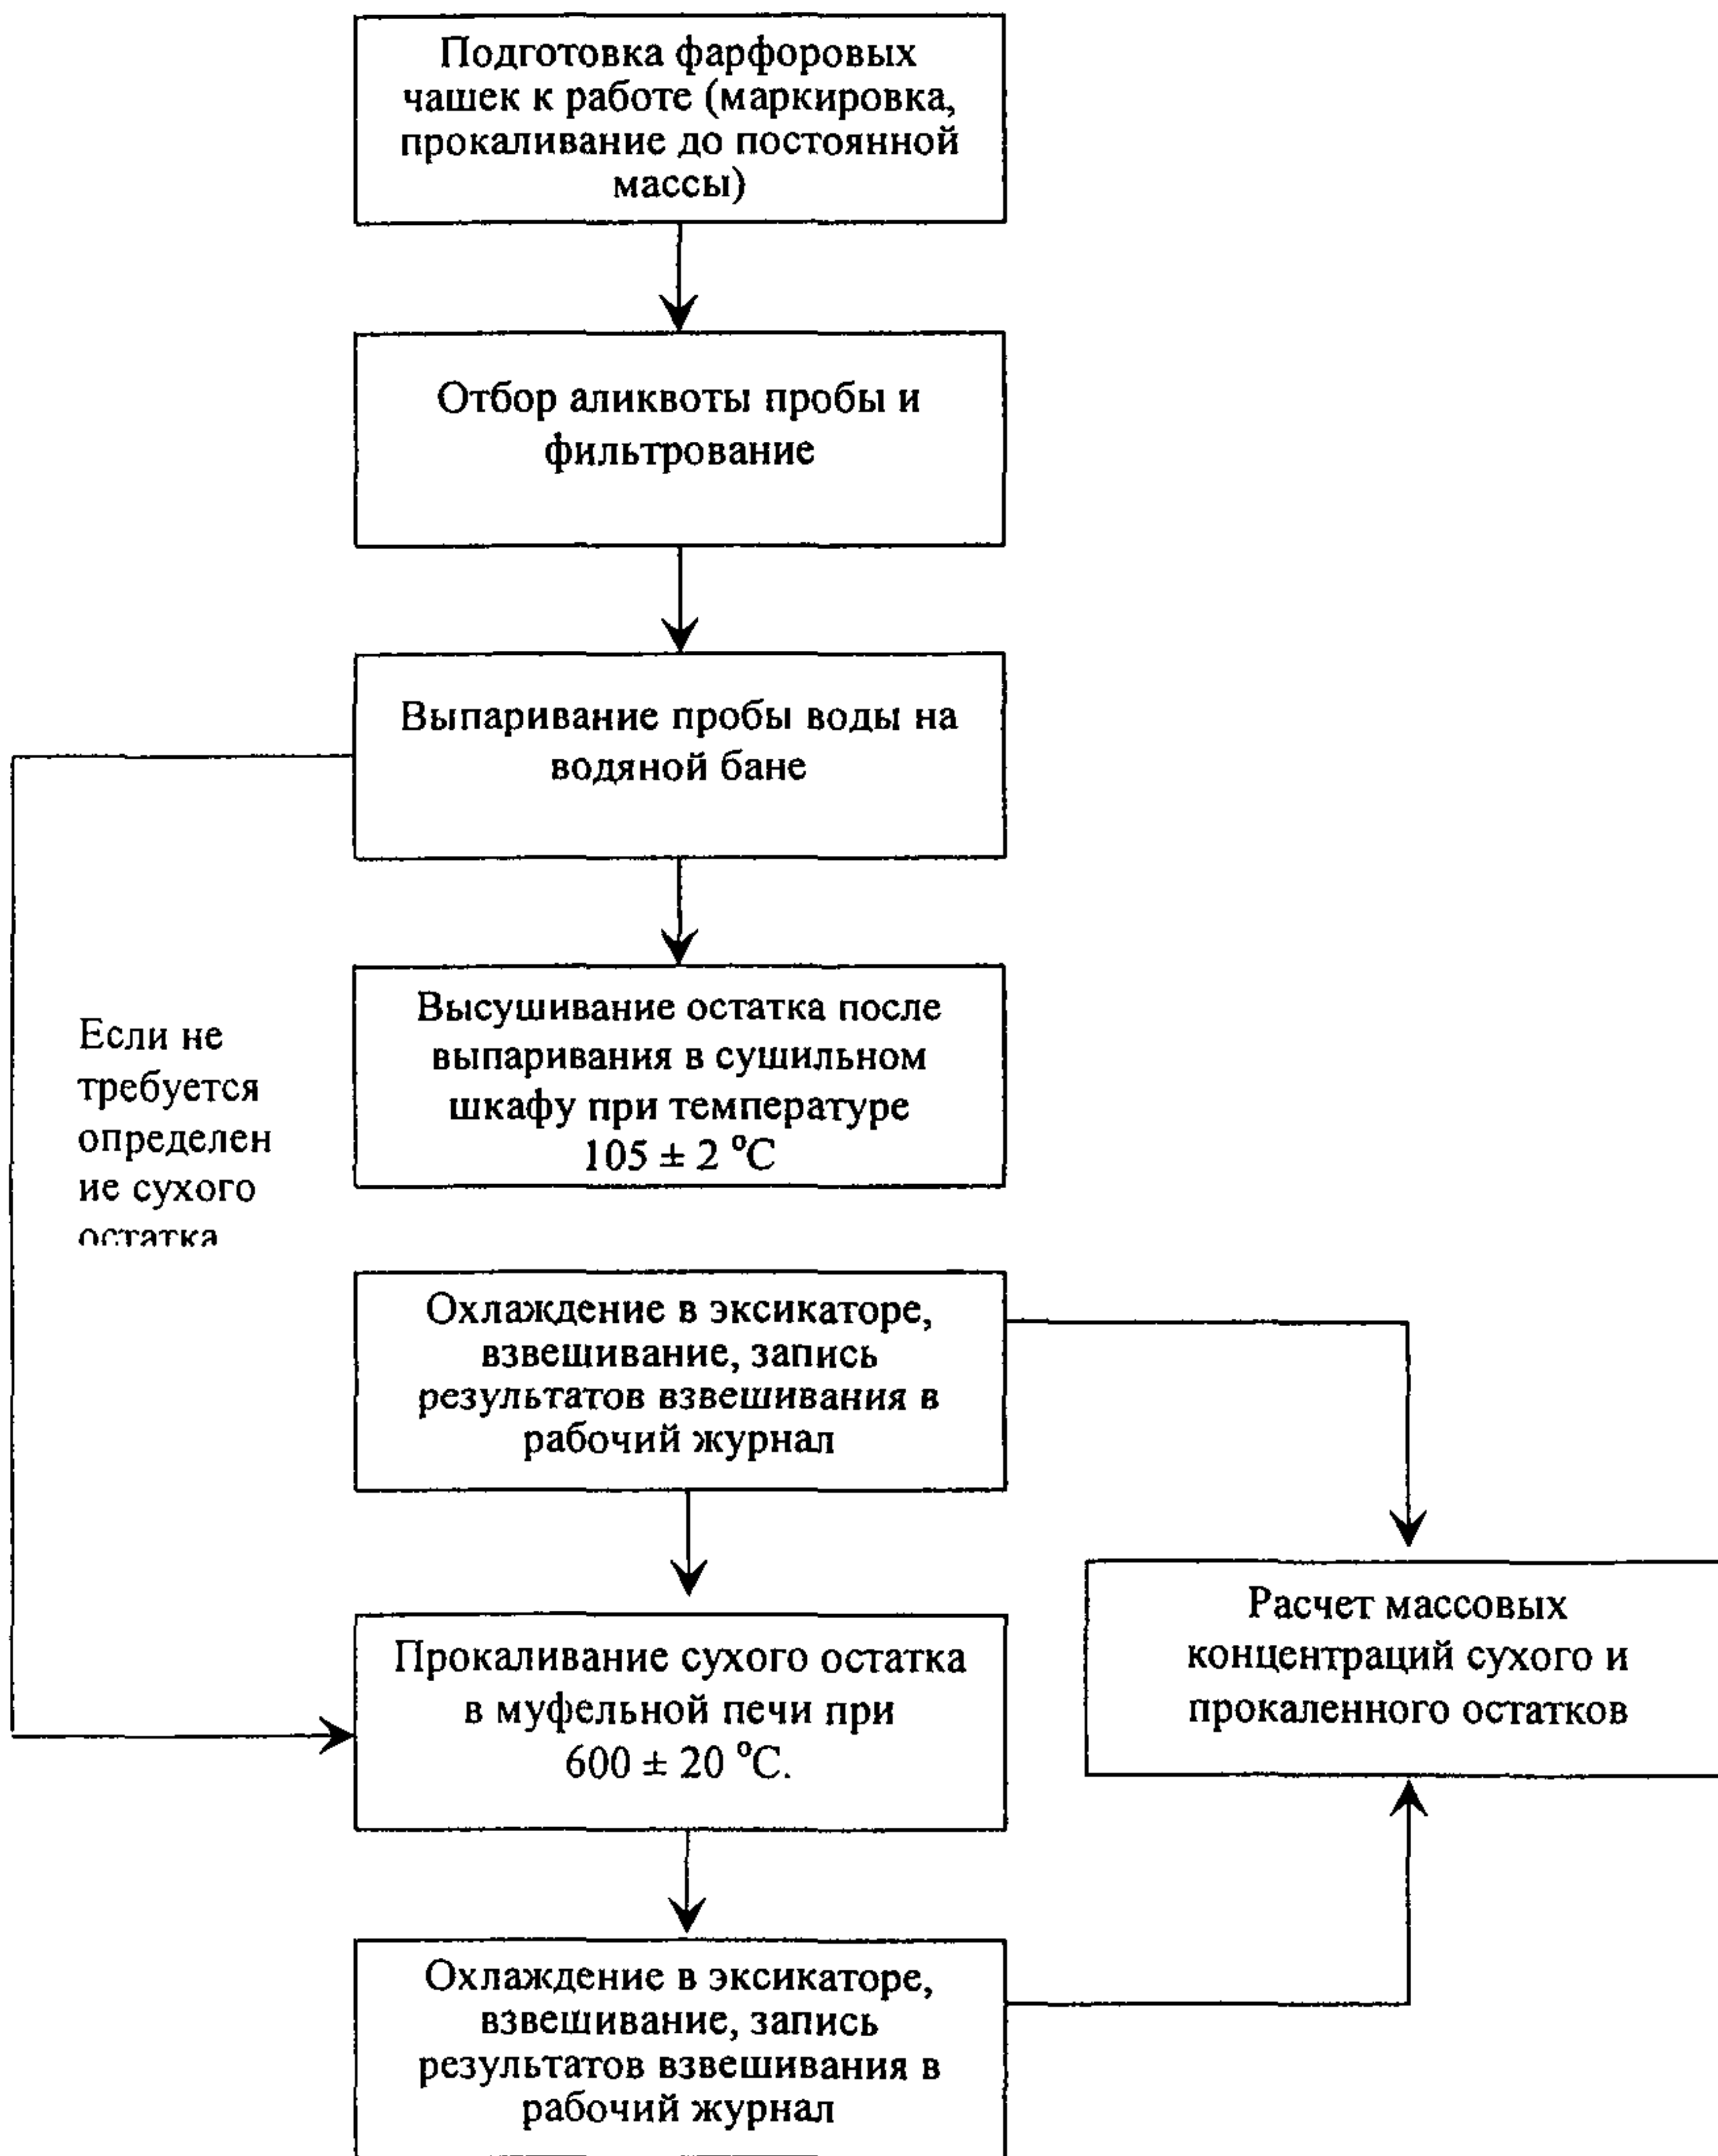 Подготовка фарфоровых
чашек к работе (маркировка,
прокаливание до постоянной
массы)
Отбор аликвоты пробы и
фильтрование
Выпаривание пробы воды на
водяной бане
Высушивание остатка после
выпаривания в сушильном
шкафу при температуре
105 ± 2 °С
Если не
требуется
определен
ие сухого
остатка
Охлаждение в эксикаторе,
взвешивание, запись
результатов взвешивания в
рабочий журнал
Прокаливание сухого остатка
в муфельной печи при
600 ± 20 °С.
Расчет массовых
концентраций сухого и
прокаленного остатков
Охлаждение в эксикаторе,
взвешивание, запись
результатов взвешивания в
рабочий журнал